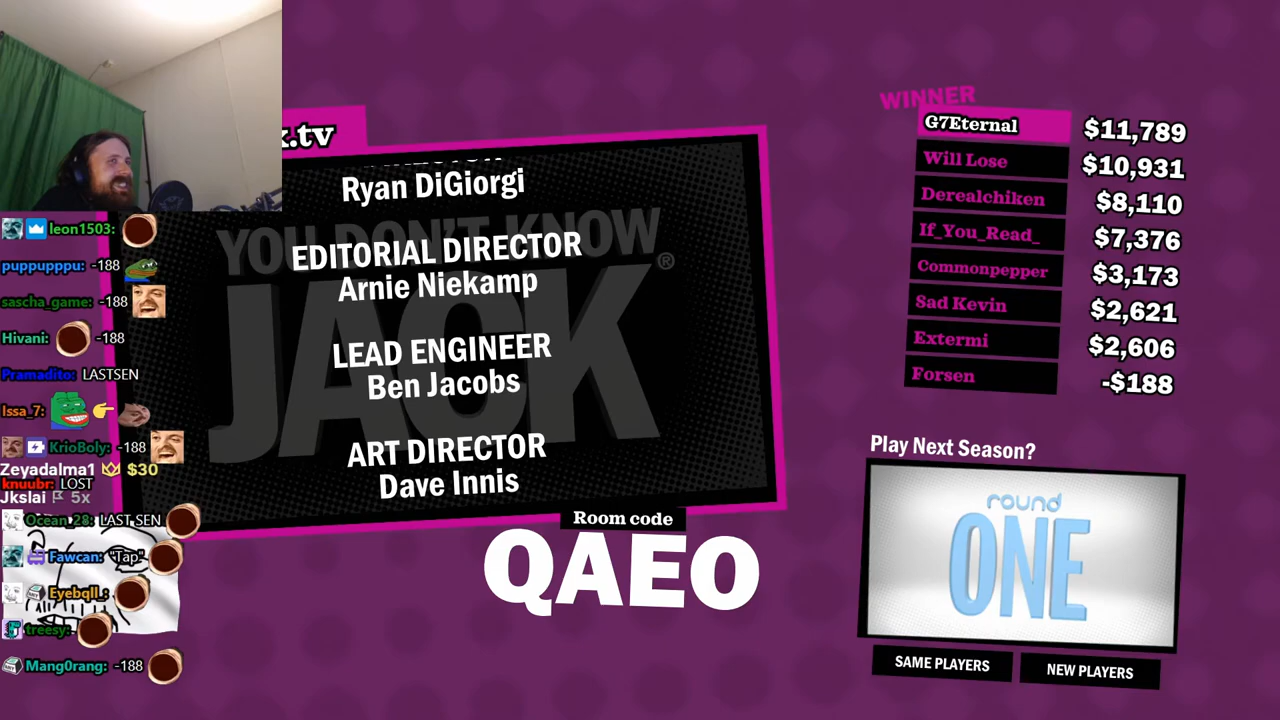 x.tv
Ryan DiGiorgi
EDITORIAL DIRECTOR
Arnie Niekamp
LEAD ENGINEER
Ben Jacobs
ART DIRECTOR
Dave Innis
YOU DON'T KNOW
JACK®
Room code
QAEO
WINNER
G7Eternal $11,789
Will Lose $10,931
Derealchiken $8,110
If_You_Read_ $7,376
Commonpepper $3,173
Sad Kevin $2,621
Extermi $2,606
Forsen -$188
Play Next Season?
round
ONE
SAME PLAYERS
NEW PLAYERS
leon1503:
puppupppu: -188
sascha_game: -188
Hivani: -188
Pramadito: LASTSEN
Issa_7:
KrioBoly: -188
Zeyadalma1 $30
knuubr: LOST
Jkslai 5x
Ocean_28: LAST SEN
Fawcan: "Tap"
Eyebqll_:
treesy:
Mang0rang: -188